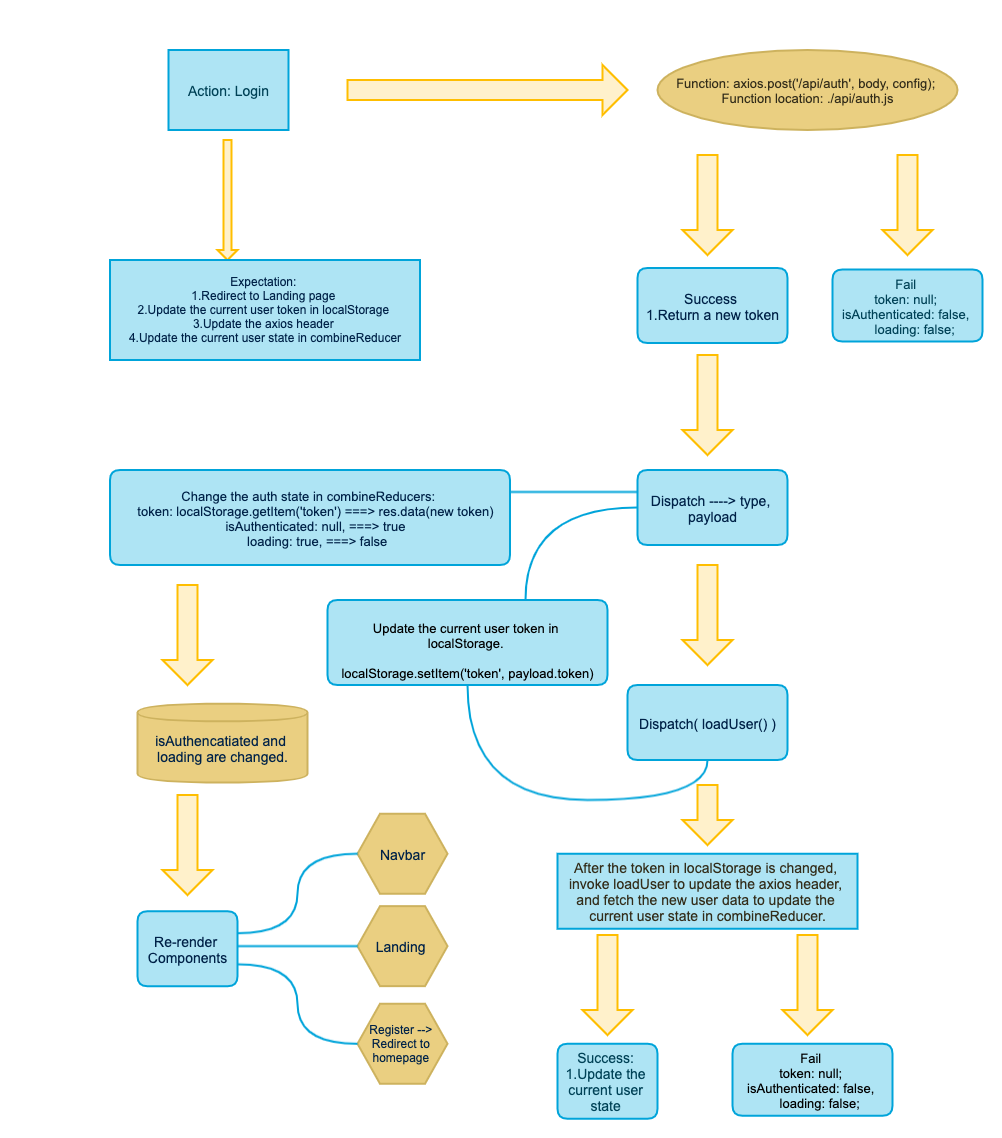 Action: Login
Function: axios.post('/api/auth', body, config);
Function location: ./api/auth.js
Expectation:
1.Redirect to Landing page
2.Update the current user token in localStorage
3.Update the axios header
4.Update the current user state in combineReducer
Success
1.Return a new token
Fail
token: null;
isAuthenticated: false,
loading: false;
Change the auth state in combineReducers:
token: localStorage.getItem('token') ===> res.data(new token)
isAuthenticated: null, ===> true
loading: true, ===> false
Dispatch ----> type,
payload
Update the current user token in
localStorage.
localStorage.setItem('token', payload.token)
Dispatch( loadUser() )
isAuthencatiated and
loading are changed.
After the token in localStorage is changed,
invoke loadUser to update the axios header,
and fetch the new user data to update the
current user state in combineReducer.
Re-render
Components
Navbar
Landing
Register -->
Redirect to
homepage
Success:
1.Update the
current user
state
Fail
token: null;
isAuthenticated: false,
loading: false;